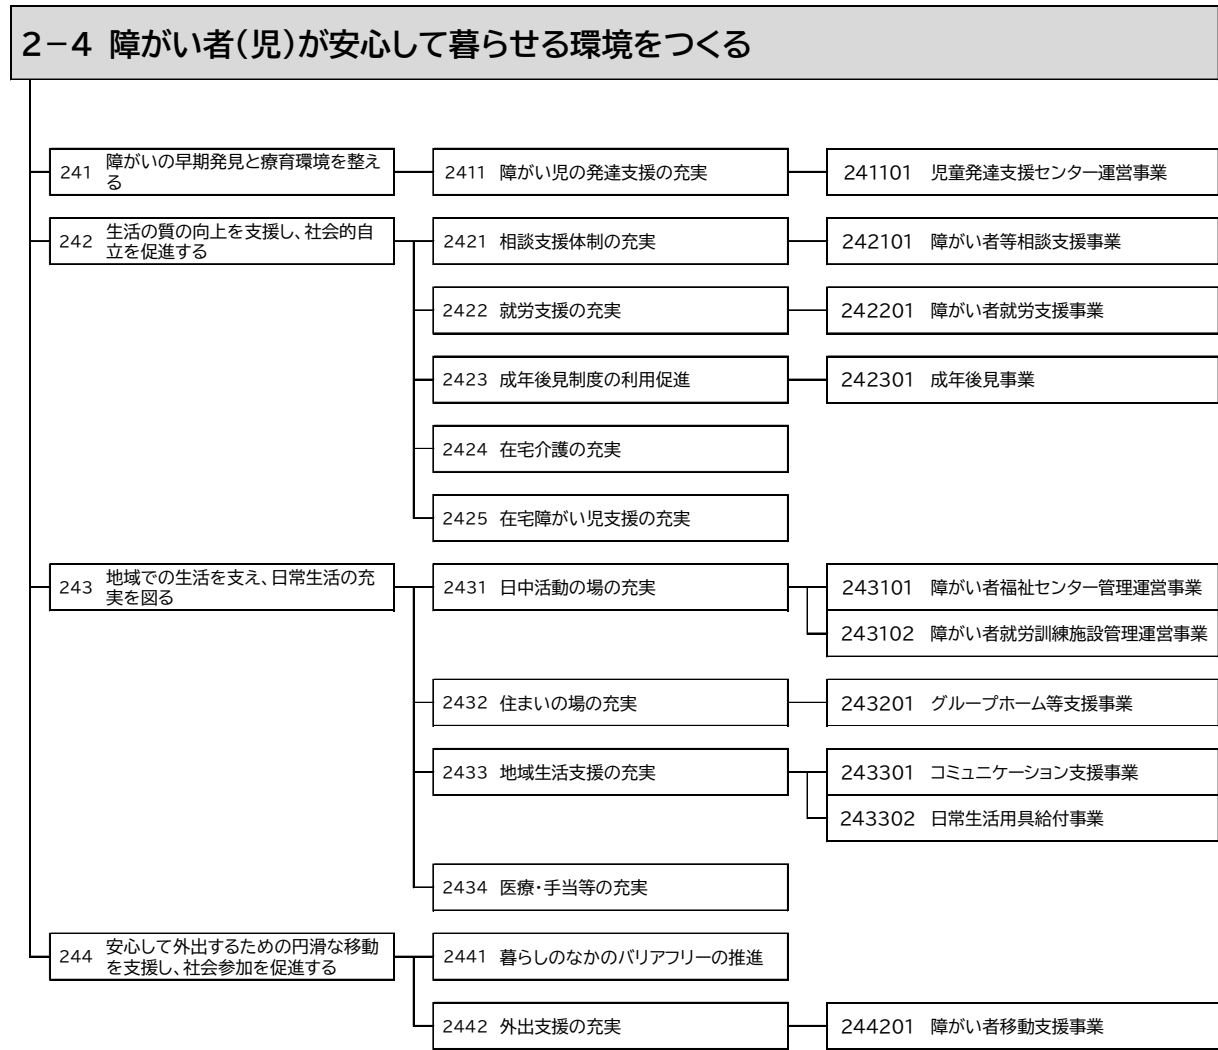 2－4 障がい者（児）が安心して暮らせる環境をつくる
241 障がいの早期発見と療育環境を整え
る
2411 障がい児の発達支援の充実
241101 児童発達支援センター運営事業
242 生活の質の向上を支援し、社会的自
立を促進する
2421 相談支援体制の充実
242101 障がい者等相談支援事業
2422 就労支援の充実
242201 障がい者就労支援事業
2423 成年後見制度の利用促進
242301 成年後見事業
2424 在宅介護の充実
2425 在宅障がい児支援の充実
243 地域での生活を支え、日常生活の充
実を図る
2431 日中活動の場の充実
243101 障がい者福祉センター管理運営事業
243102 障がい者就労訓練施設管理運営事業
2432 住まいの場の充実
243201 グループホーム等支援事業
2433 地域生活支援の充実
243301 コミュニケーション支援事業
243302 日常生活用具給付事業
2434 医療・手当等の充実
244 安心して外出するための円滑な移動
を支援し、社会参加を促進する
2441 暮らしのなかのバリアフリーの推進
2442 外出支援の充実
244201 障がい者移動支援事業